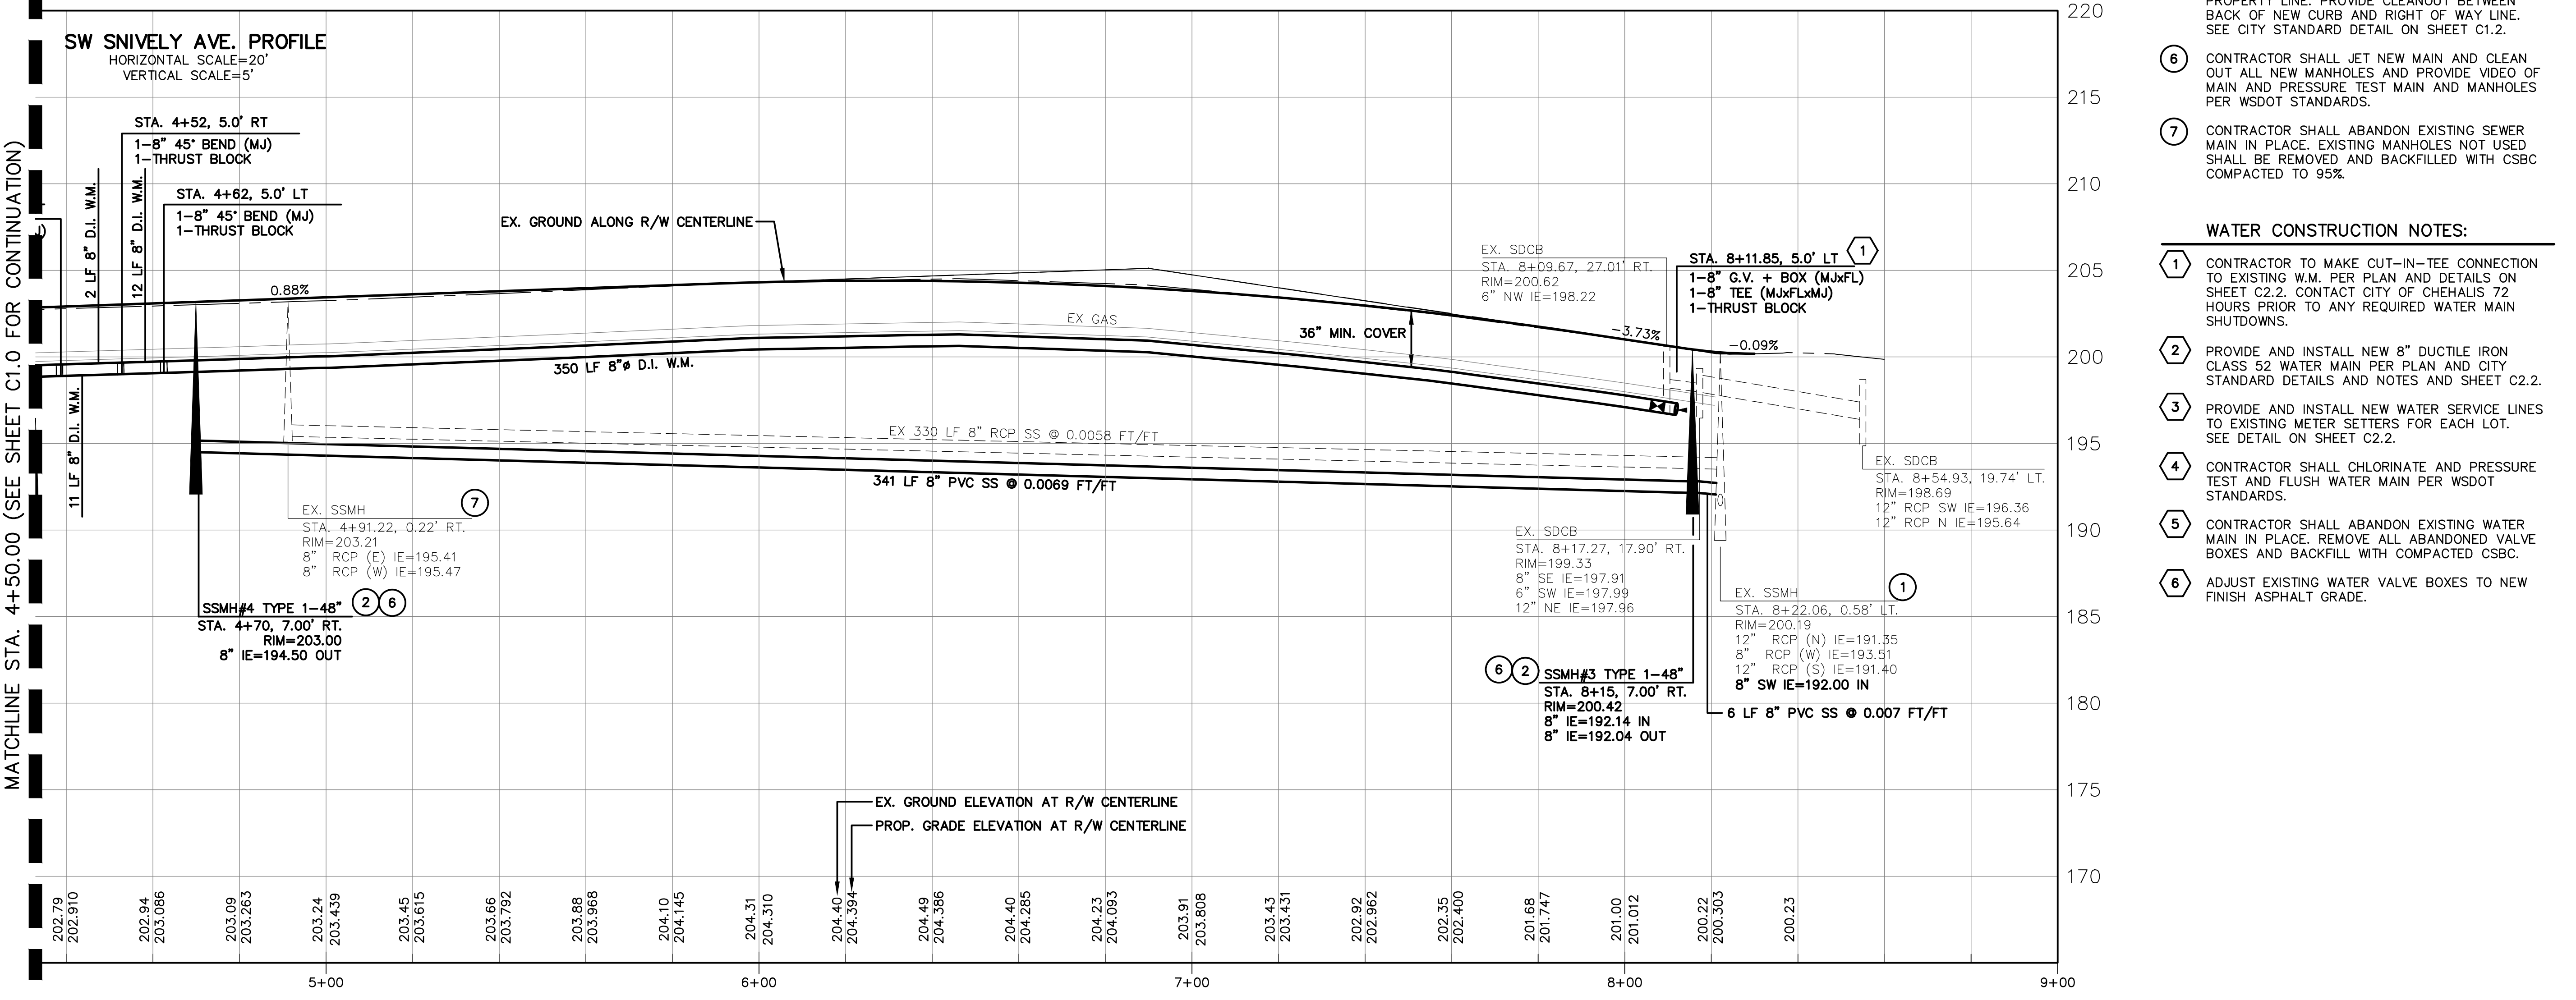 MATCHLINE STA. 4+50.00 (SEE SHEET C1.0 FOR CONTINUATION)
SW SNIVELY AVE. PROFILE
HORIZONTAL SCALE=20'
VERTICAL SCALE=5'
STA. 4+52, 5.0' RT
1-8" 45° BEND (MJ)
1-THRUST BLOCK
STA. 4+62, 5.0' LT
1-8" 45° BEND (MJ)
1-THRUST BLOCK
2 LF 8" D.I. W.M.
12 LF 8" D.I. W.M.
11 LF 8" D.I. W.M.
0.88%
EX. GROUND ALONG R/W CENTERLINE
EX GAS
350 LF 8"ø D.I. W.M.
36" MIN. COVER
EX. SDCB
STA. 8+09.67, 27.01' RT.
RIM=200.62
6" NW IE=198.22
STA. 8+11.85, 5.0' LT
1
1-8" G.V. + BOX (MJxFL)
1-8" TEE (MJxFLxMJ)
1-THRUST BLOCK
-3.73%
-0.09%
EX 330 LF 8" RCP SS @ 0.0058 FT/FT
341 LF 8" PVC SS @ 0.0069 FT/FT
EX. SSMH
7
STA. 4+91.22, 0.22' RT.
RIM=203.21
8" RCP (E) IE=195.41
8" RCP (W) IE=195.47
SSMH#4 TYPE 1-48"
2
6
STA. 4+70, 7.00' RT.
RIM=203.00
8" IE=194.50 OUT
EX. SDCB
STA. 8+17.27, 17.90' RT.
RIM=199.33
8" SE IE=197.91
6" SW IE=197.99
12" NE IE=197.96
EX. SDCB
STA. 8+54.93, 19.74' LT.
RIM=198.69
12" RCP SW IE=196.36
12" RCP N IE=195.64
EX. SSMH
1
STA. 8+22.06, 0.58' LT.
RIM=200.19
12" RCP (N) IE=191.35
8" RCP (W) IE=193.51
12" RCP (S) IE=191.40
8" SW IE=192.00 IN
6 LF 8" PVC SS @ 0.007 FT/FT
6
2
SSMH#3 TYPE 1-48"
STA. 8+15, 7.00' RT.
RIM=200.42
8" IE=192.14 IN
8" IE=192.04 OUT
EX. GROUND ELEVATION AT R/W CENTERLINE
PROP. GRADE ELEVATION AT R/W CENTERLINE
220
215
210
205
200
195
190
185
180
175
170
202.79
202.910
202.94
203.086
203.09
203.263
203.24
203.439
203.45
203.615
203.66
203.792
203.88
203.968
204.10
204.145
204.31
204.310
204.40
204.394
204.49
204.386
204.40
204.285
204.23
204.093
203.91
203.808
203.43
203.431
202.92
202.962
202.35
202.400
201.68
201.747
201.00
201.012
200.22
200.303
200.23
5+00
6+00
7+00
8+00
9+00
PROPERTY LINE. PROVIDE CLEANOUT BETWEEN
BACK OF NEW CURB AND RIGHT OF WAY LINE.
SEE CITY STANDARD DETAIL ON SHEET C1.2.
6 CONTRACTOR SHALL JET NEW MAIN AND CLEAN
OUT ALL NEW MANHOLES AND PROVIDE VIDEO OF
MAIN AND PRESSURE TEST MAIN AND MANHOLES
PER WSDOT STANDARDS.
7 CONTRACTOR SHALL ABANDON EXISTING SEWER
MAIN IN PLACE. EXISTING MANHOLES NOT USED
SHALL BE REMOVED AND BACKFILLED WITH CSBC
COMPACTED TO 95%.
WATER CONSTRUCTION NOTES:
1 CONTRACTOR TO MAKE CUT-IN-TEE CONNECTION
TO EXISTING W.M. PER PLAN AND DETAILS ON
SHEET C2.2. CONTACT CITY OF CHEHALIS 72
HOURS PRIOR TO ANY REQUIRED WATER MAIN
SHUTDOWNS.
2 PROVIDE AND INSTALL NEW 8" DUCTILE IRON
CLASS 52 WATER MAIN PER PLAN AND CITY
STANDARD DETAILS AND NOTES AND SHEET C2.2.
3 PROVIDE AND INSTALL NEW WATER SERVICE LINES
TO EXISTING METER SETTERS FOR EACH LOT.
SEE DETAIL ON SHEET C2.2.
4 CONTRACTOR SHALL CHLORINATE AND PRESSURE
TEST AND FLUSH WATER MAIN PER WSDOT
STANDARDS.
5 CONTRACTOR SHALL ABANDON EXISTING WATER
MAIN IN PLACE. REMOVE ALL ABANDONED VALVE
BOXES AND BACKFILL WITH COMPACTED CSBC.
6 ADJUST EXISTING WATER VALVE BOXES TO NEW
FINISH ASPHALT GRADE.